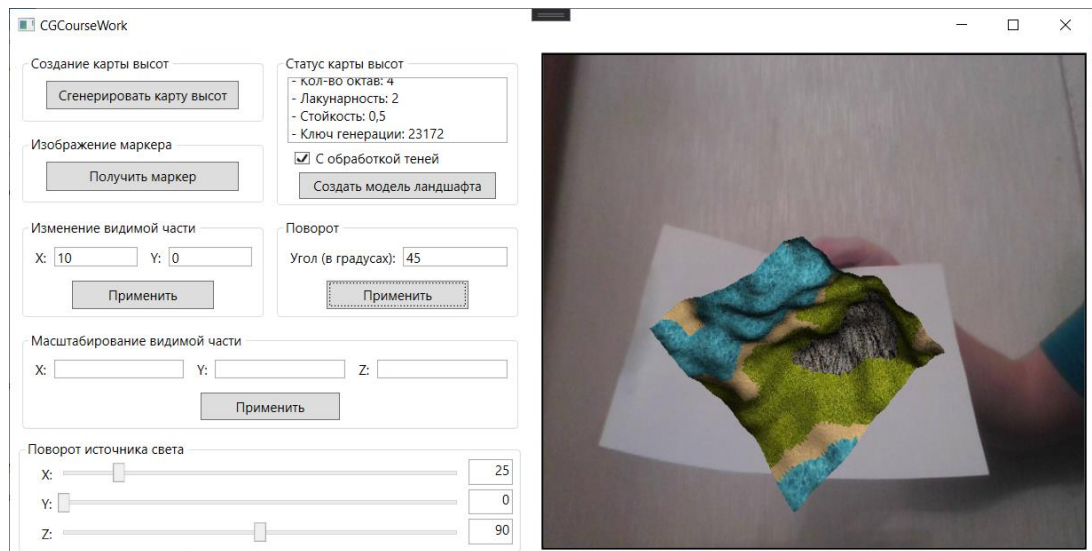 CGCourseWork
Создание карты высот
Сгенерировать карту высот
Статус карты высот
- Кол-во октав: 4
- Лакунарность: 2
- Стойкость: 0,5
- Ключ генерации: 23172
С обработкой теней
Создать модель ландшафта
Изображение маркера
Получить маркер
Изменение видимой части
X: 10 Y: 0
Применить
Поворот
Угол (в градусах): 45
Применить
Масштабирование видимой части
X: Y: Z:
Применить
Поворот источника света
X: 25
Y: 0
Z: 90